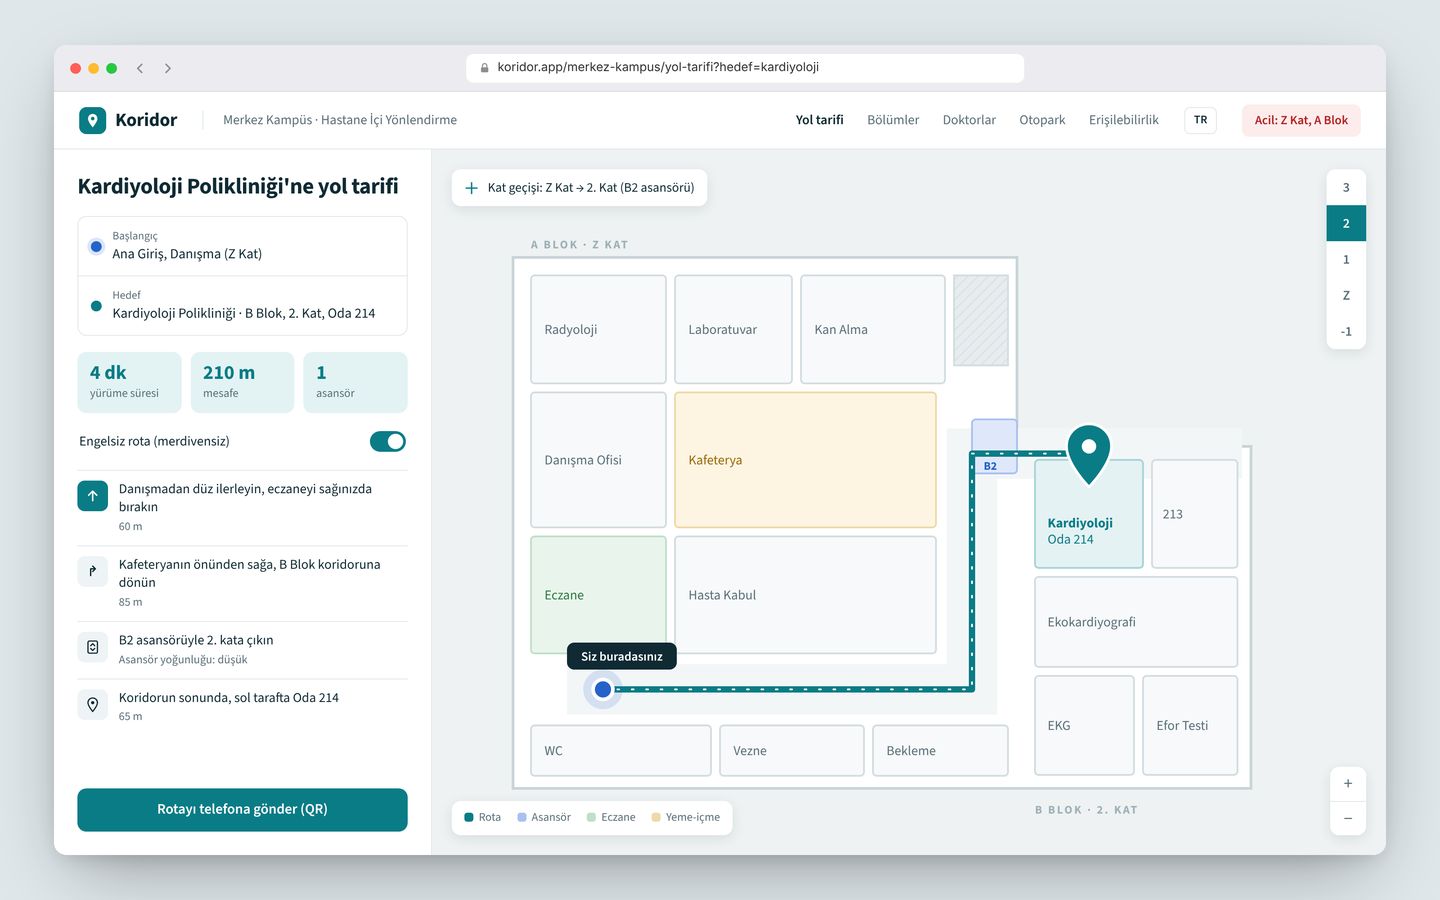 koridor.app/merkez-kampus/yol-tarifi?hedef=kardiyoloji
Koridor
Merkez Kampüs · Hastane İçi Yönlendirme
Yol tarifi
Bölümler
Doktorlar
Otopark
Erişilebilirlik
TR
Acil: Z Kat, A Blok
Kardiyoloji Polikliniği'ne yol tarifi
Başlangıç
Ana Giriş, Danışma (Z Kat)
Hedef
Kardiyoloji Polikliniği · B Blok, 2. Kat, Oda 214
4 dk
yürüme süresi
210 m
mesafe
1
asansör
Engelsiz rota (merdivensiz)
Danışmadan düz ilerleyin, eczaneyi sağınızda
bırakın
60 m
Kafeteryanın önünden sağa, B Blok koridoruna
dönün
85 m
B2 asansörüyle 2. kata çıkın
Asansör yoğunluğu: düşük
Koridorun sonunda, sol tarafta Oda 214
65 m
Rotayı telefona gönder (QR)
Kat geçişi: Z Kat → 2. Kat (B2 asansörü)
3
2
1
Z
-1
A BLOK · Z KAT
Radyoloji
Laboratuvar
Kan Alma
Danışma Ofisi
Kafeterya
B2
Kardiyoloji
Oda 214
213
Eczane
Hasta Kabul
Ekokardiyografi
Siz buradasınız
WC
Vezne
Bekleme
EKG
Efor Testi
B BLOK · 2. KAT
Rota
Asansör
Eczane
Yeme-içme
+
−